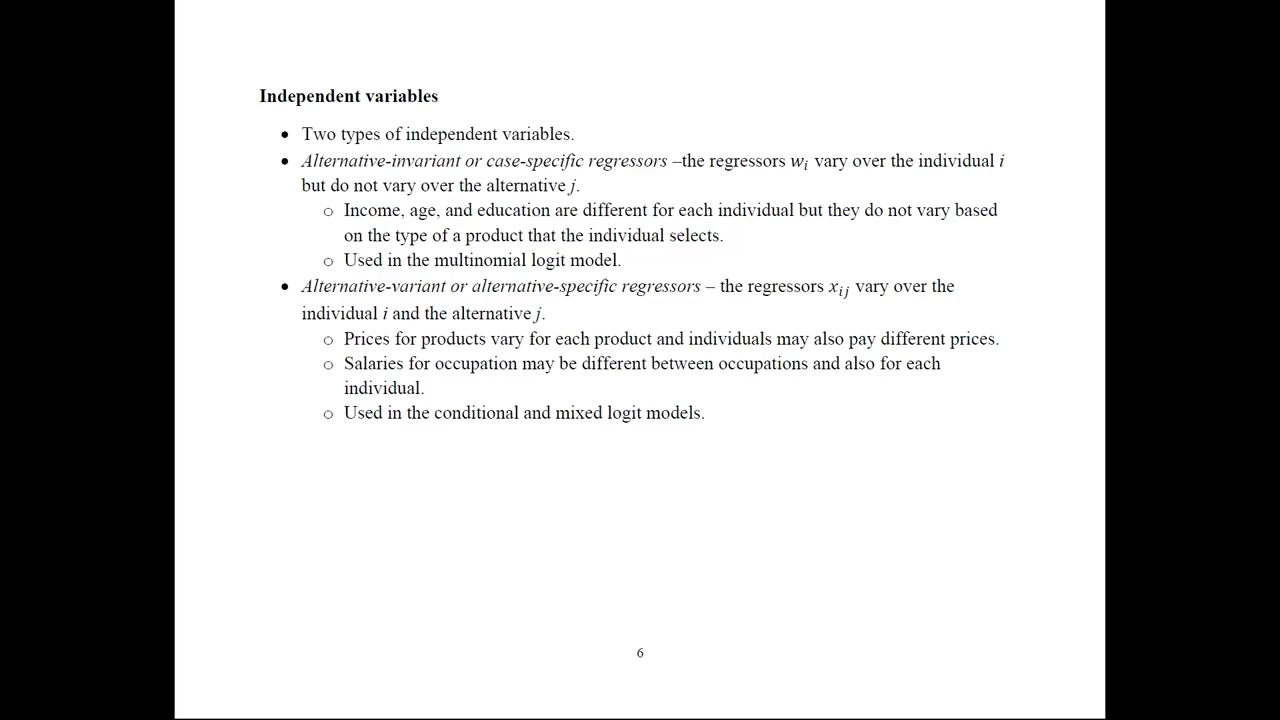 Independent variables
• Two types of independent variables.
• Alternative-invariant or case-specific regressors –the regressors wᵢ vary over the individual i
but do not vary over the alternative j.
o Income, age, and education are different for each individual but they do not vary based
on the type of a product that the individual selects.
o Used in the multinomial logit model.
• Alternative-variant or alternative-specific regressors – the regressors xᵢⱼ vary over the
individual i and the alternative j.
o Prices for products vary for each product and individuals may also pay different prices.
o Salaries for occupation may be different between occupations and also for each
individual.
o Used in the conditional and mixed logit models.
6